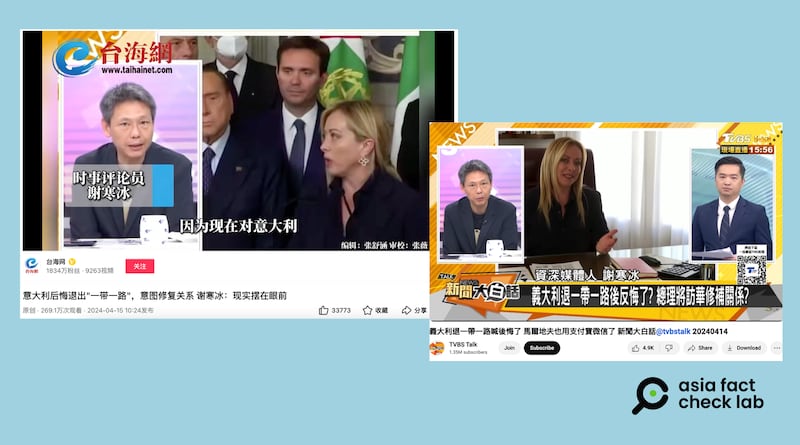 NEWS
台海網
www.taihainet.com
时事评论员
谢寒冰
因为现在对意大利
编辑：张舒涵 审校：张薇
台海网
1834万粉丝 · 9263视频
关注
意大利后悔退出"一带一路"，意图修复关系 谢寒冰：现实摆在眼前
原创 · 269.1万次观看 · 2024-04-15 10:24发布
33773
收藏
分享
NEWS
TVBS
現場直播 15:56
TALK
NEWS
新聞大白話
資深媒體人 謝寒冰
義大利退一帶一路後反悔了? 總理將訪華修補關係?
義大利退一帶一路喊後悔了 馬爾地夫也用支付寶微信了 新聞大白話@tvbstalk 20240414
TVBS Talk
1.35M subscribers
Join
Subscribe
4.9K
Share
Download
asia fact
check lab